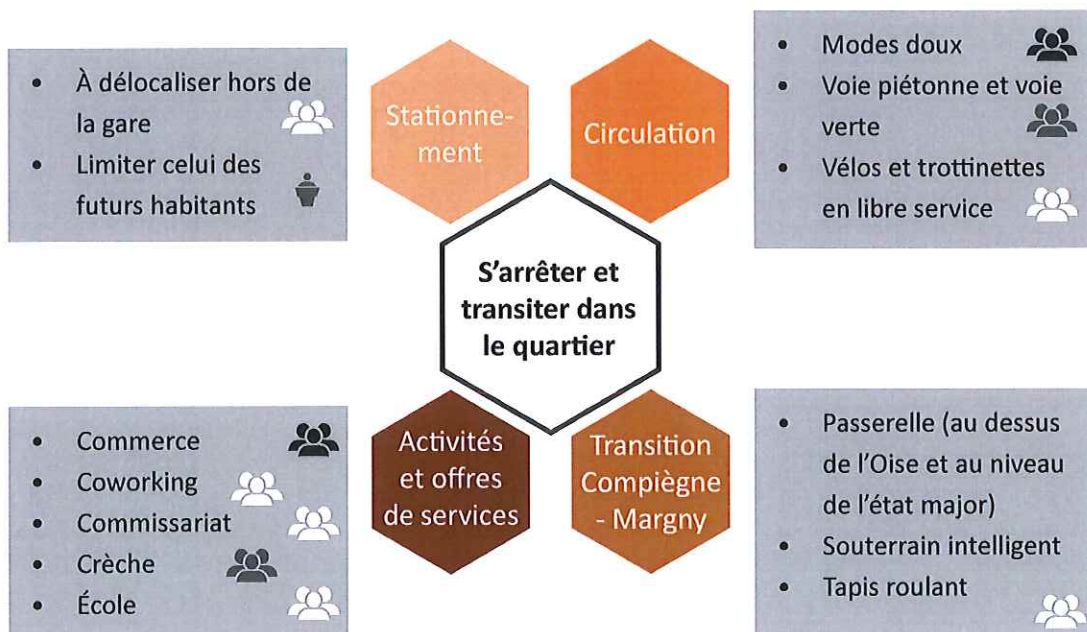 • À délocaliser hors de
la gare
• Limiter celui des
futurs habitants
Stationne-
ment
Circulation
• Modes doux
• Voie piétonne et voie
verte
• Vélos et trottinettes
en libre service
S'arrêter et
transiter dans
le quartier
• Commerce
• Coworking
• Commissariat
• Crèche
• École
Activités
et offres
de services
Transition
Compiègne
- Margny
• Passerelle (au dessus
de l'Oise et au niveau
de l'état major)
• Souterrain intelligent
• Tapis roulant